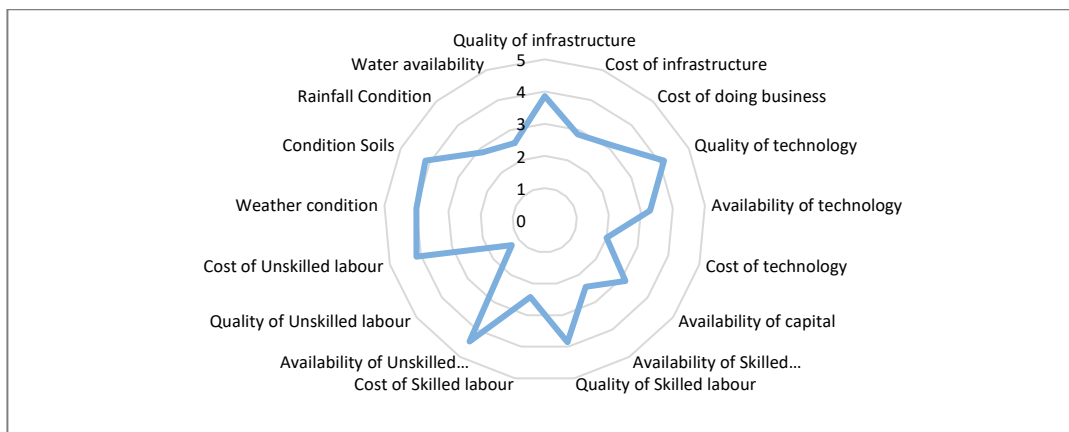 Quality of infrastructure
Cost of infrastructure
Cost of doing business
Quality of technology
Availability of technology
Cost of technology
Availability of capital
Availability of Skilled...
Quality of Skilled labour
Cost of Skilled labour
Availability of Unskilled...
Quality of Unskilled labour
Cost of Unskilled labour
Weather condition
Condition Soils
Rainfall Condition
Water availability
5
4
3
2
1
0